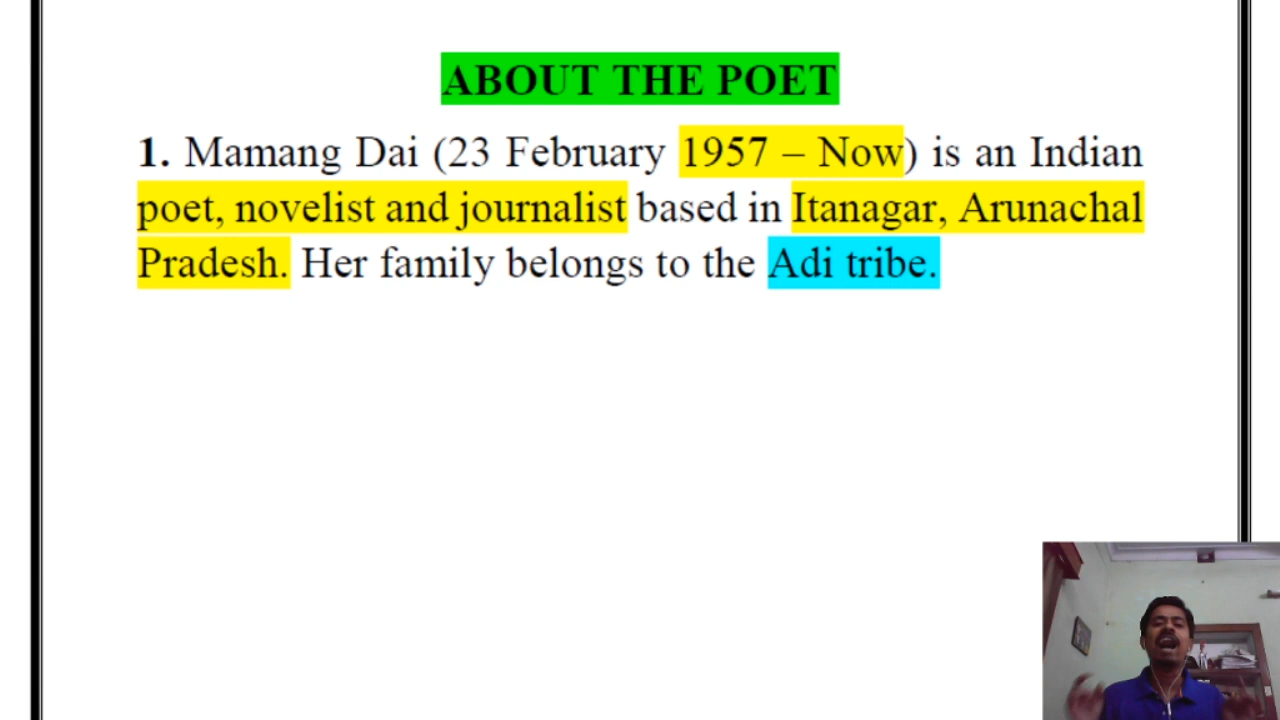 ABOUT THE POET
1. Mamang Dai (23 February 1957 – Now) is an Indian
poet, novelist and journalist based in Itanagar, Arunachal
Pradesh. Her family belongs to the Adi tribe.